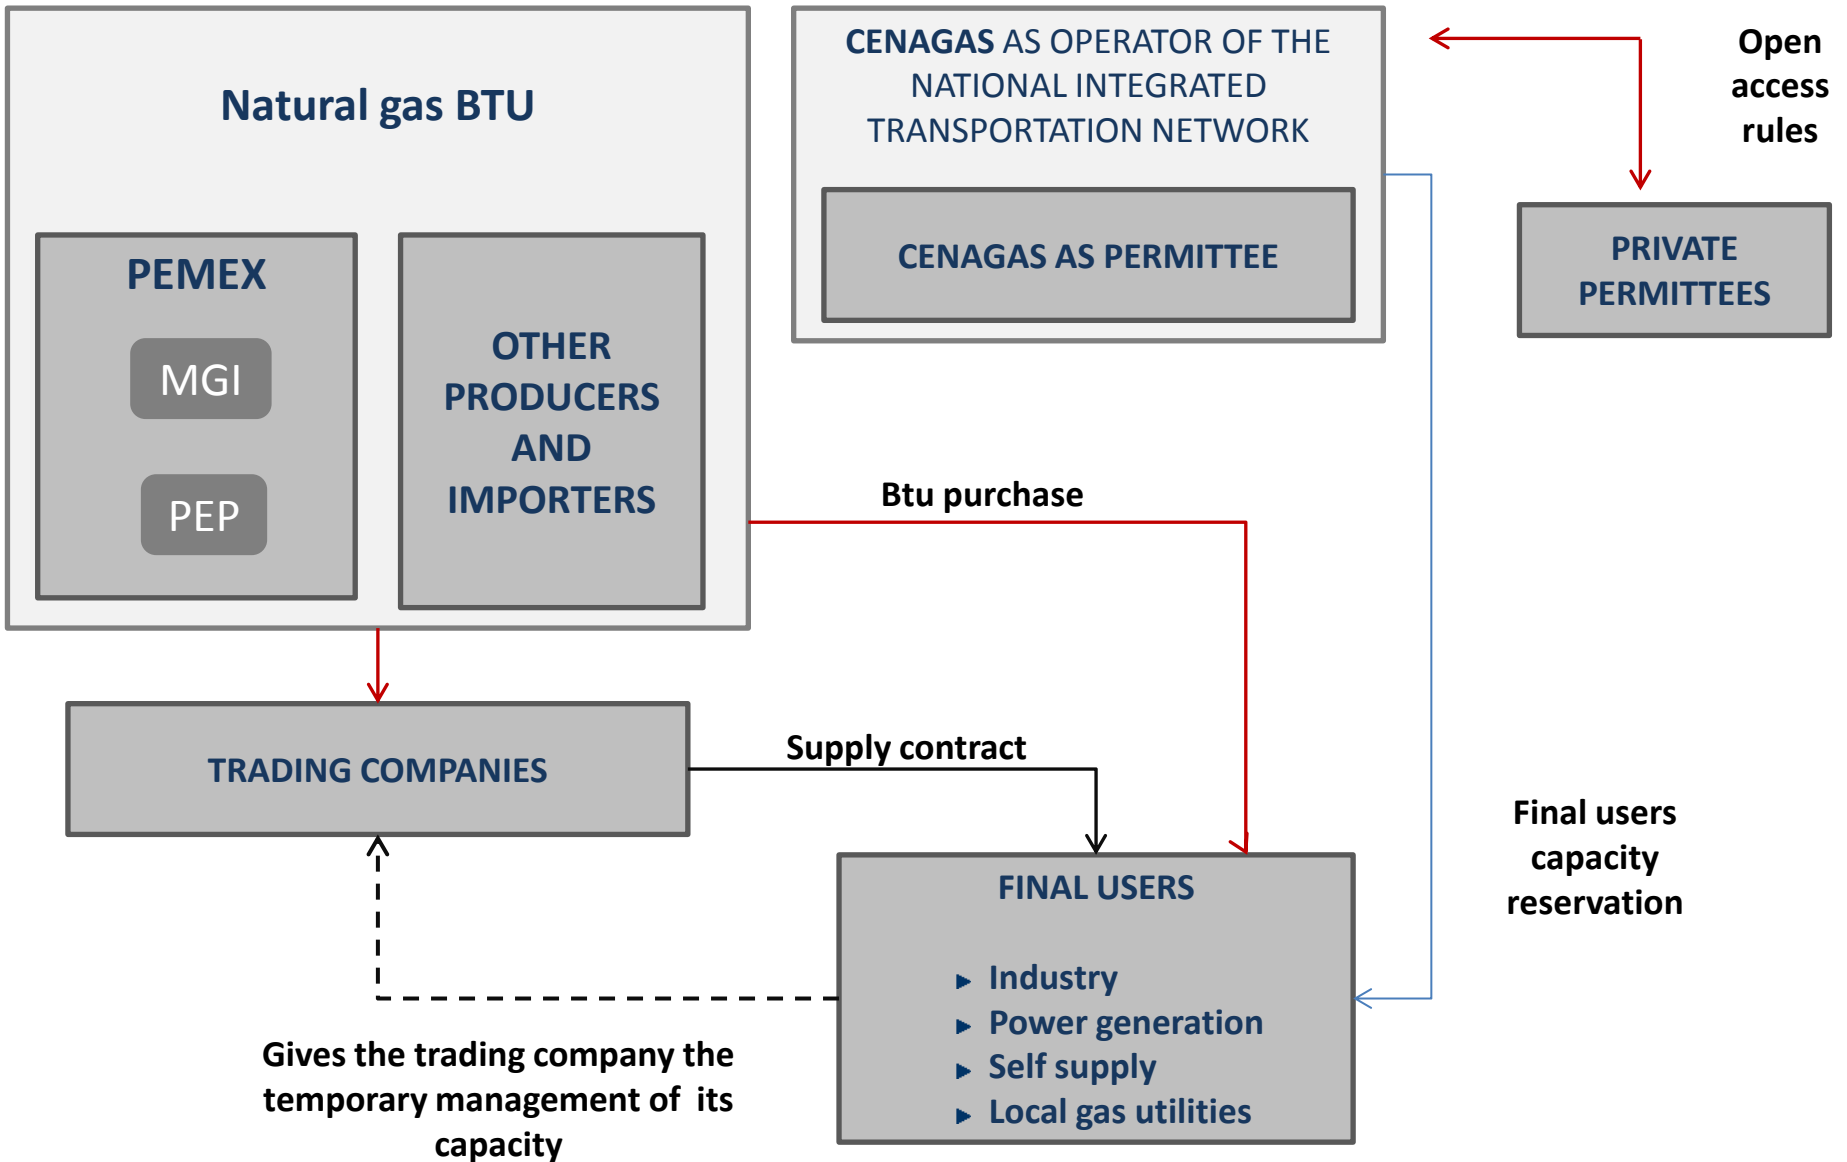 Natural gas BTU
PEMEX
MGI
PEP
OTHER
PRODUCERS
AND
IMPORTERS
CENAGAS AS OPERATOR OF THE
NATIONAL INTEGRATED
TRANSPORTATION NETWORK
CENAGAS AS PERMITTEE
Open
access
rules
PRIVATE
PERMITTEES
Btu purchase
TRADING COMPANIES
Supply contract
Final users
capacity
reservation
FINAL USERS
► Industry
► Power generation
► Self supply
► Local gas utilities
Gives the trading company the
temporary management of its
capacity